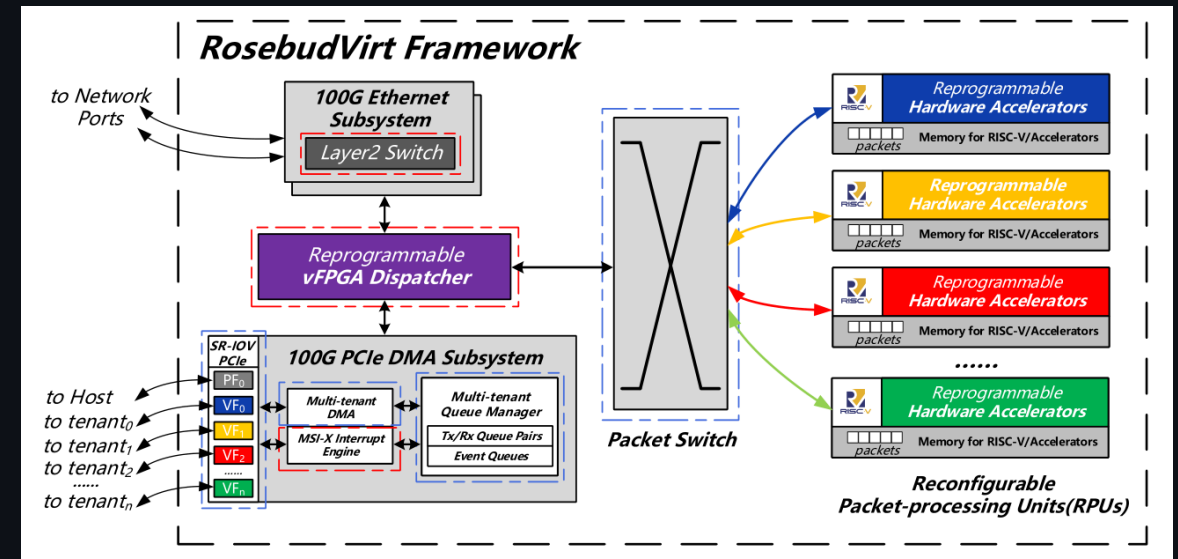 RosebudVirt Framework
to Network
Ports
100G Ethernet
Subsystem
Layer2 Switch
Reprogrammable
vFPGA Dispatcher
SR-IOV
PCIe
100G PCIe DMA Subsystem
PF0
VF0
VF1
VF2
......
VFn
to Host
to tenant0
to tenant1
to tenant2
......
to tenantn
Multi-tenant
DMA
MSI-X Interrupt
Engine
Multi-tenant
Queue Manager
Tx/Rx Queue Pairs
Event Queues
Packet Switch
RISC V
Reprogrammable
Hardware Accelerators
packets
Memory for RISC-V/Accelerators
RISC V
Reprogrammable
Hardware Accelerators
packets
Memory for RISC-V/Accelerators
RISC V
Reprogrammable
Hardware Accelerators
packets
Memory for RISC-V/Accelerators
......
RISC V
Reprogrammable
Hardware Accelerators
packets
Memory for RISC-V/Accelerators
Reconfigurable
Packet-processing Units(RPUs)